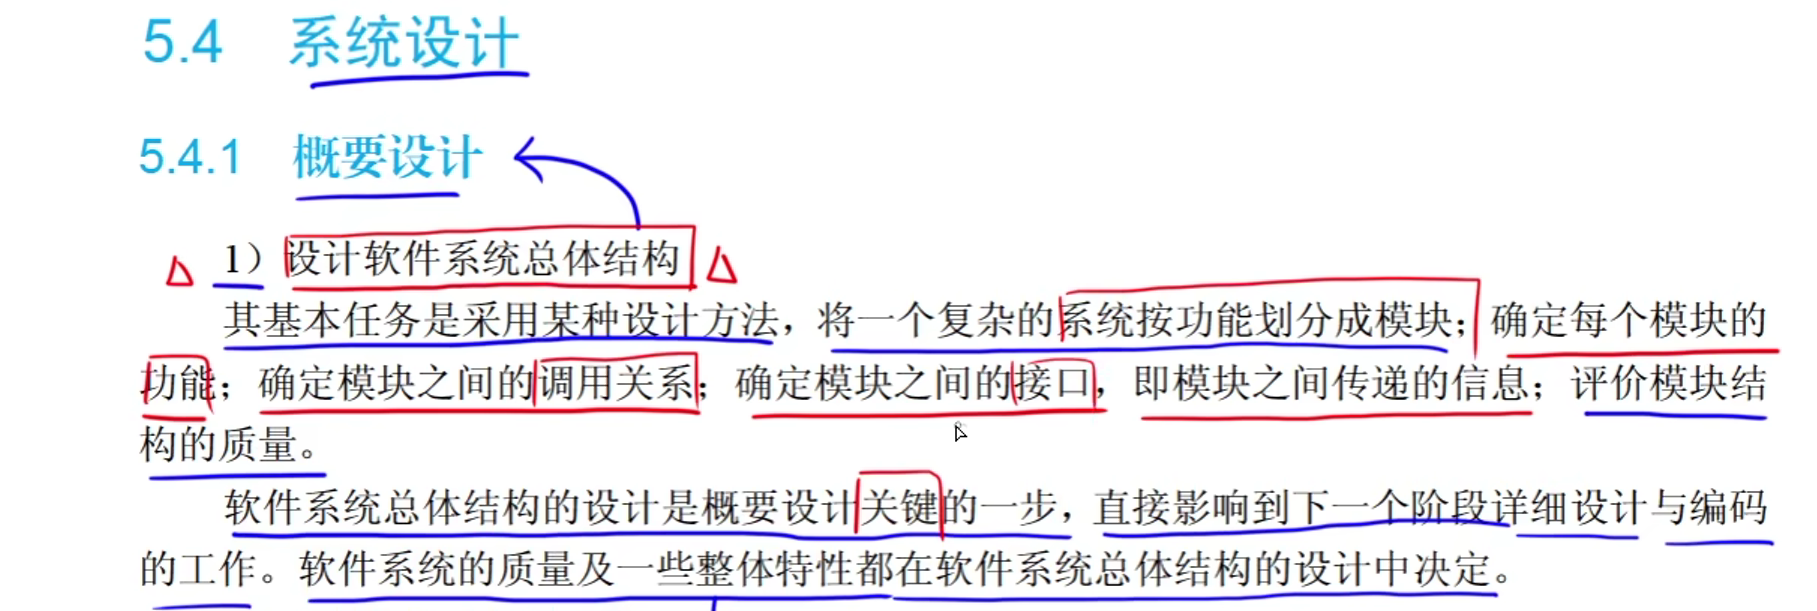 5.4 系统设计
5.4.1 概要设计
1）设计软件系统总体结构
其基本任务是采用某种设计方法，将一个复杂的系统按功能划分成模块；确定每个模块的
功能；确定模块之间的调用关系；确定模块之间的接口，即模块之间传递的信息；评价模块结
构的质量。
软件系统总体结构的设计是概要设计关键的一步，直接影响到下一个阶段详细设计与编码
的工作。软件系统的质量及一些整体特性都在软件系统总体结构的设计中决定。